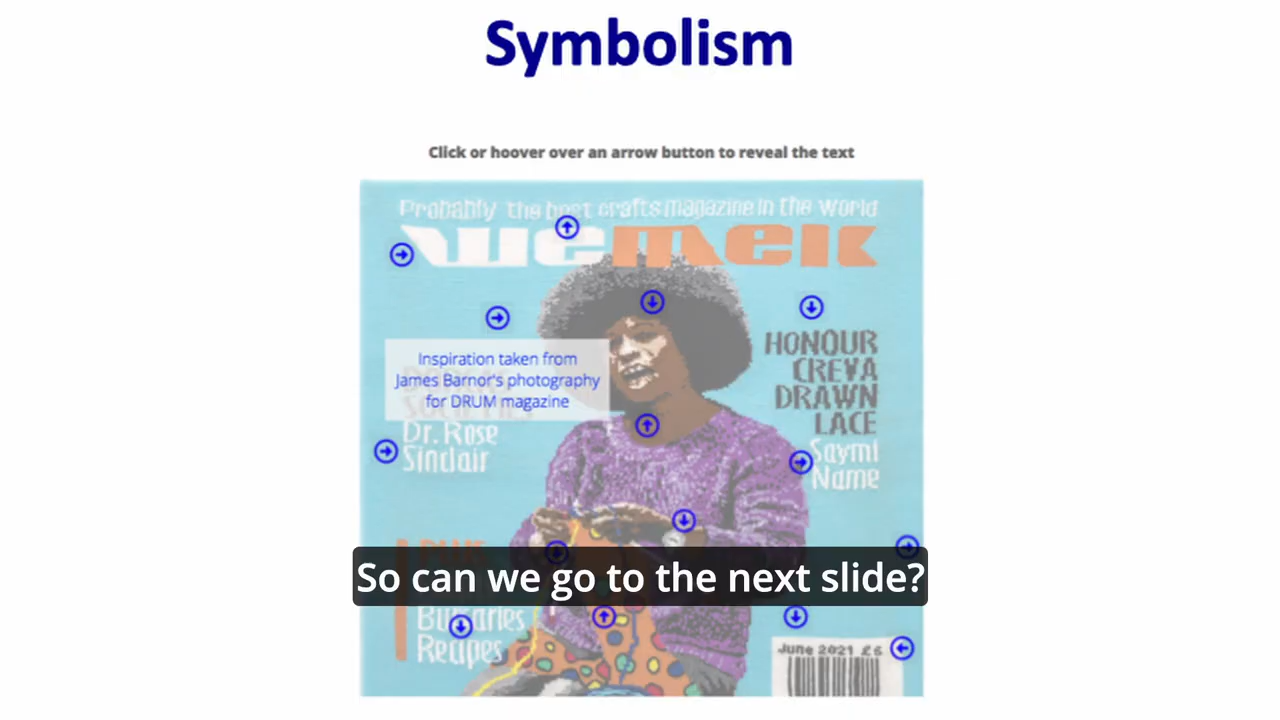 Symbolism
Click or hoover over an arrow button to reveal the text
Probably the best crafts magazine in the world
wemek
HONOUR
CREVA
DRAWN
LACE
Saymi
Name
Inspiration taken from
James Barnor's photography
for DRUM magazine
Dr. Rose
Sinclair
So can we go to the next slide?
Recipes
June 2021 £6